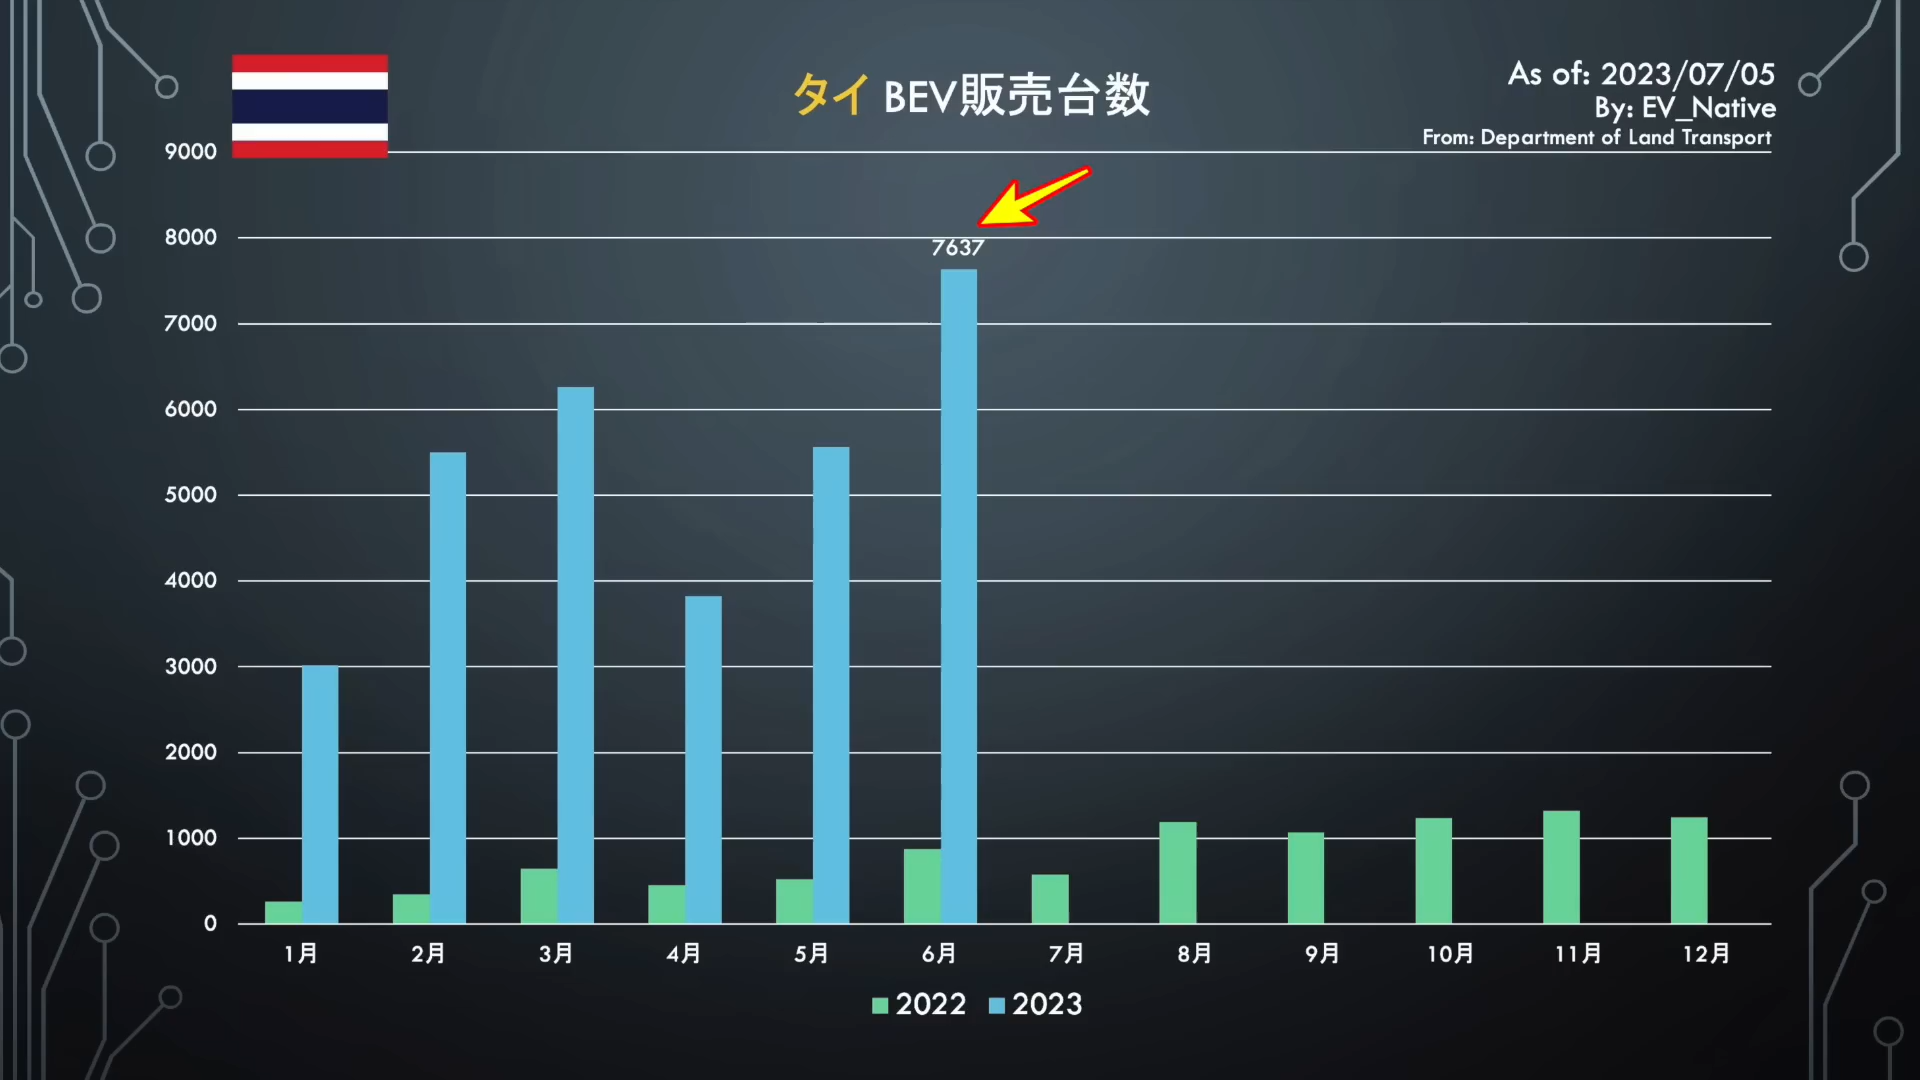 タイ BEV販売台数
As of: 2023/07/05
By: EV_Native
From: Department of Land Transport
9000
8000
7637
7000
6000
5000
4000
3000
2000
1000
0
1月 2月 3月 4月 5月 6月 7月 8月 9月 10月 11月 12月
2022 2023